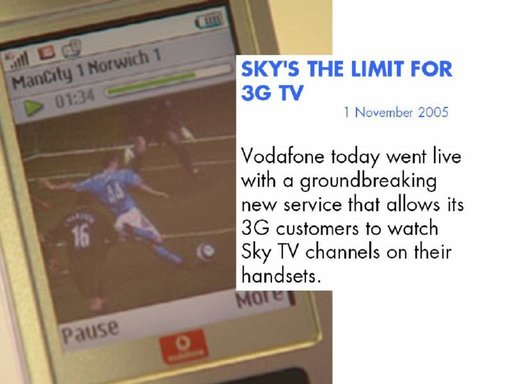 ManCity 1 Norwich 1
01:34
44
16
Pause
More
vodafone
SKY'S THE LIMIT FOR
3G TV
1 November 2005
Vodafone today went live
with a groundbreaking
new service that allows its
3G customers to watch
Sky TV channels on their
handsets.